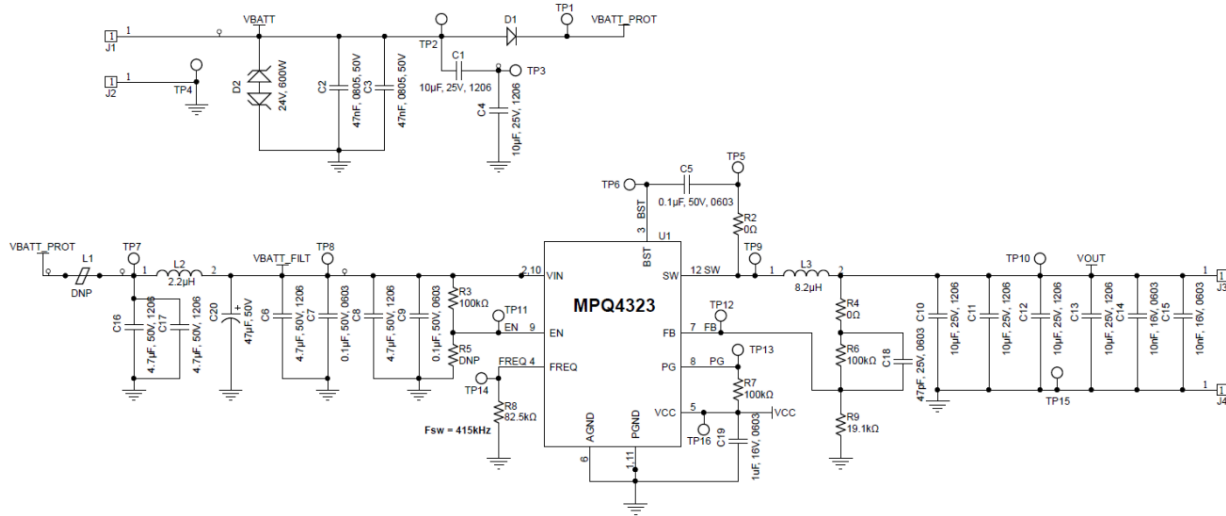 VBATT
TP2
D1
TP1
VBATT_PROT
1
1
J1
1
1
J2
TP4
D2
24V, 600W
C2
47nF, 0805, 50V
C3
47nF, 0805, 50V
C1
10µF, 25V, 1206
TP3
C4
10µF, 25V, 1206
TP5
C5
TP6
0.1µF, 50V, 0603
BST
3
R2
0Ω
U1
BST
VBATT_PROT
L1
DNP
TP7
1
L2
2
2.2µH
VBATT_FILT
TP8
2,10
VIN
MPQ4323
SW
12
SW
TP9
1
L3
2
8.2µH
TP10
VOUT
1
J3
C16
4.7µF, 50V, 1206
C17
4.7µF, 50V, 1206
C20
+
47µF, 50V
C6
4.7µF, 50V, 1206
C7
0.1µF, 50V, 0603
C8
4.7µF, 50V, 1206
C9
0.1µF, 50V, 0603
R3
100kΩ
TP11
EN
9
EN
R5
DNP
FREQ
4
FREQ
TP14
R8
82.5kΩ
Fsw = 415kHz
AGND
6
PGND
1,11
FB
7
FB
TP12
PG
8
PG
TP13
R7
100kΩ
VCC
5
VCC
TP16
C19
1uF, 16V, 0603
R4
0Ω
R6
100kΩ
C18
47pF, 25V, 0603
R9
19.1kΩ
C10
10µF, 25V, 1206
C11
10µF, 25V, 1206
C12
10µF, 25V, 1206
C13
10µF, 25V, 1206
C14
10nF, 16V, 0603
C15
10nF, 16V, 0603
TP15
1
J4